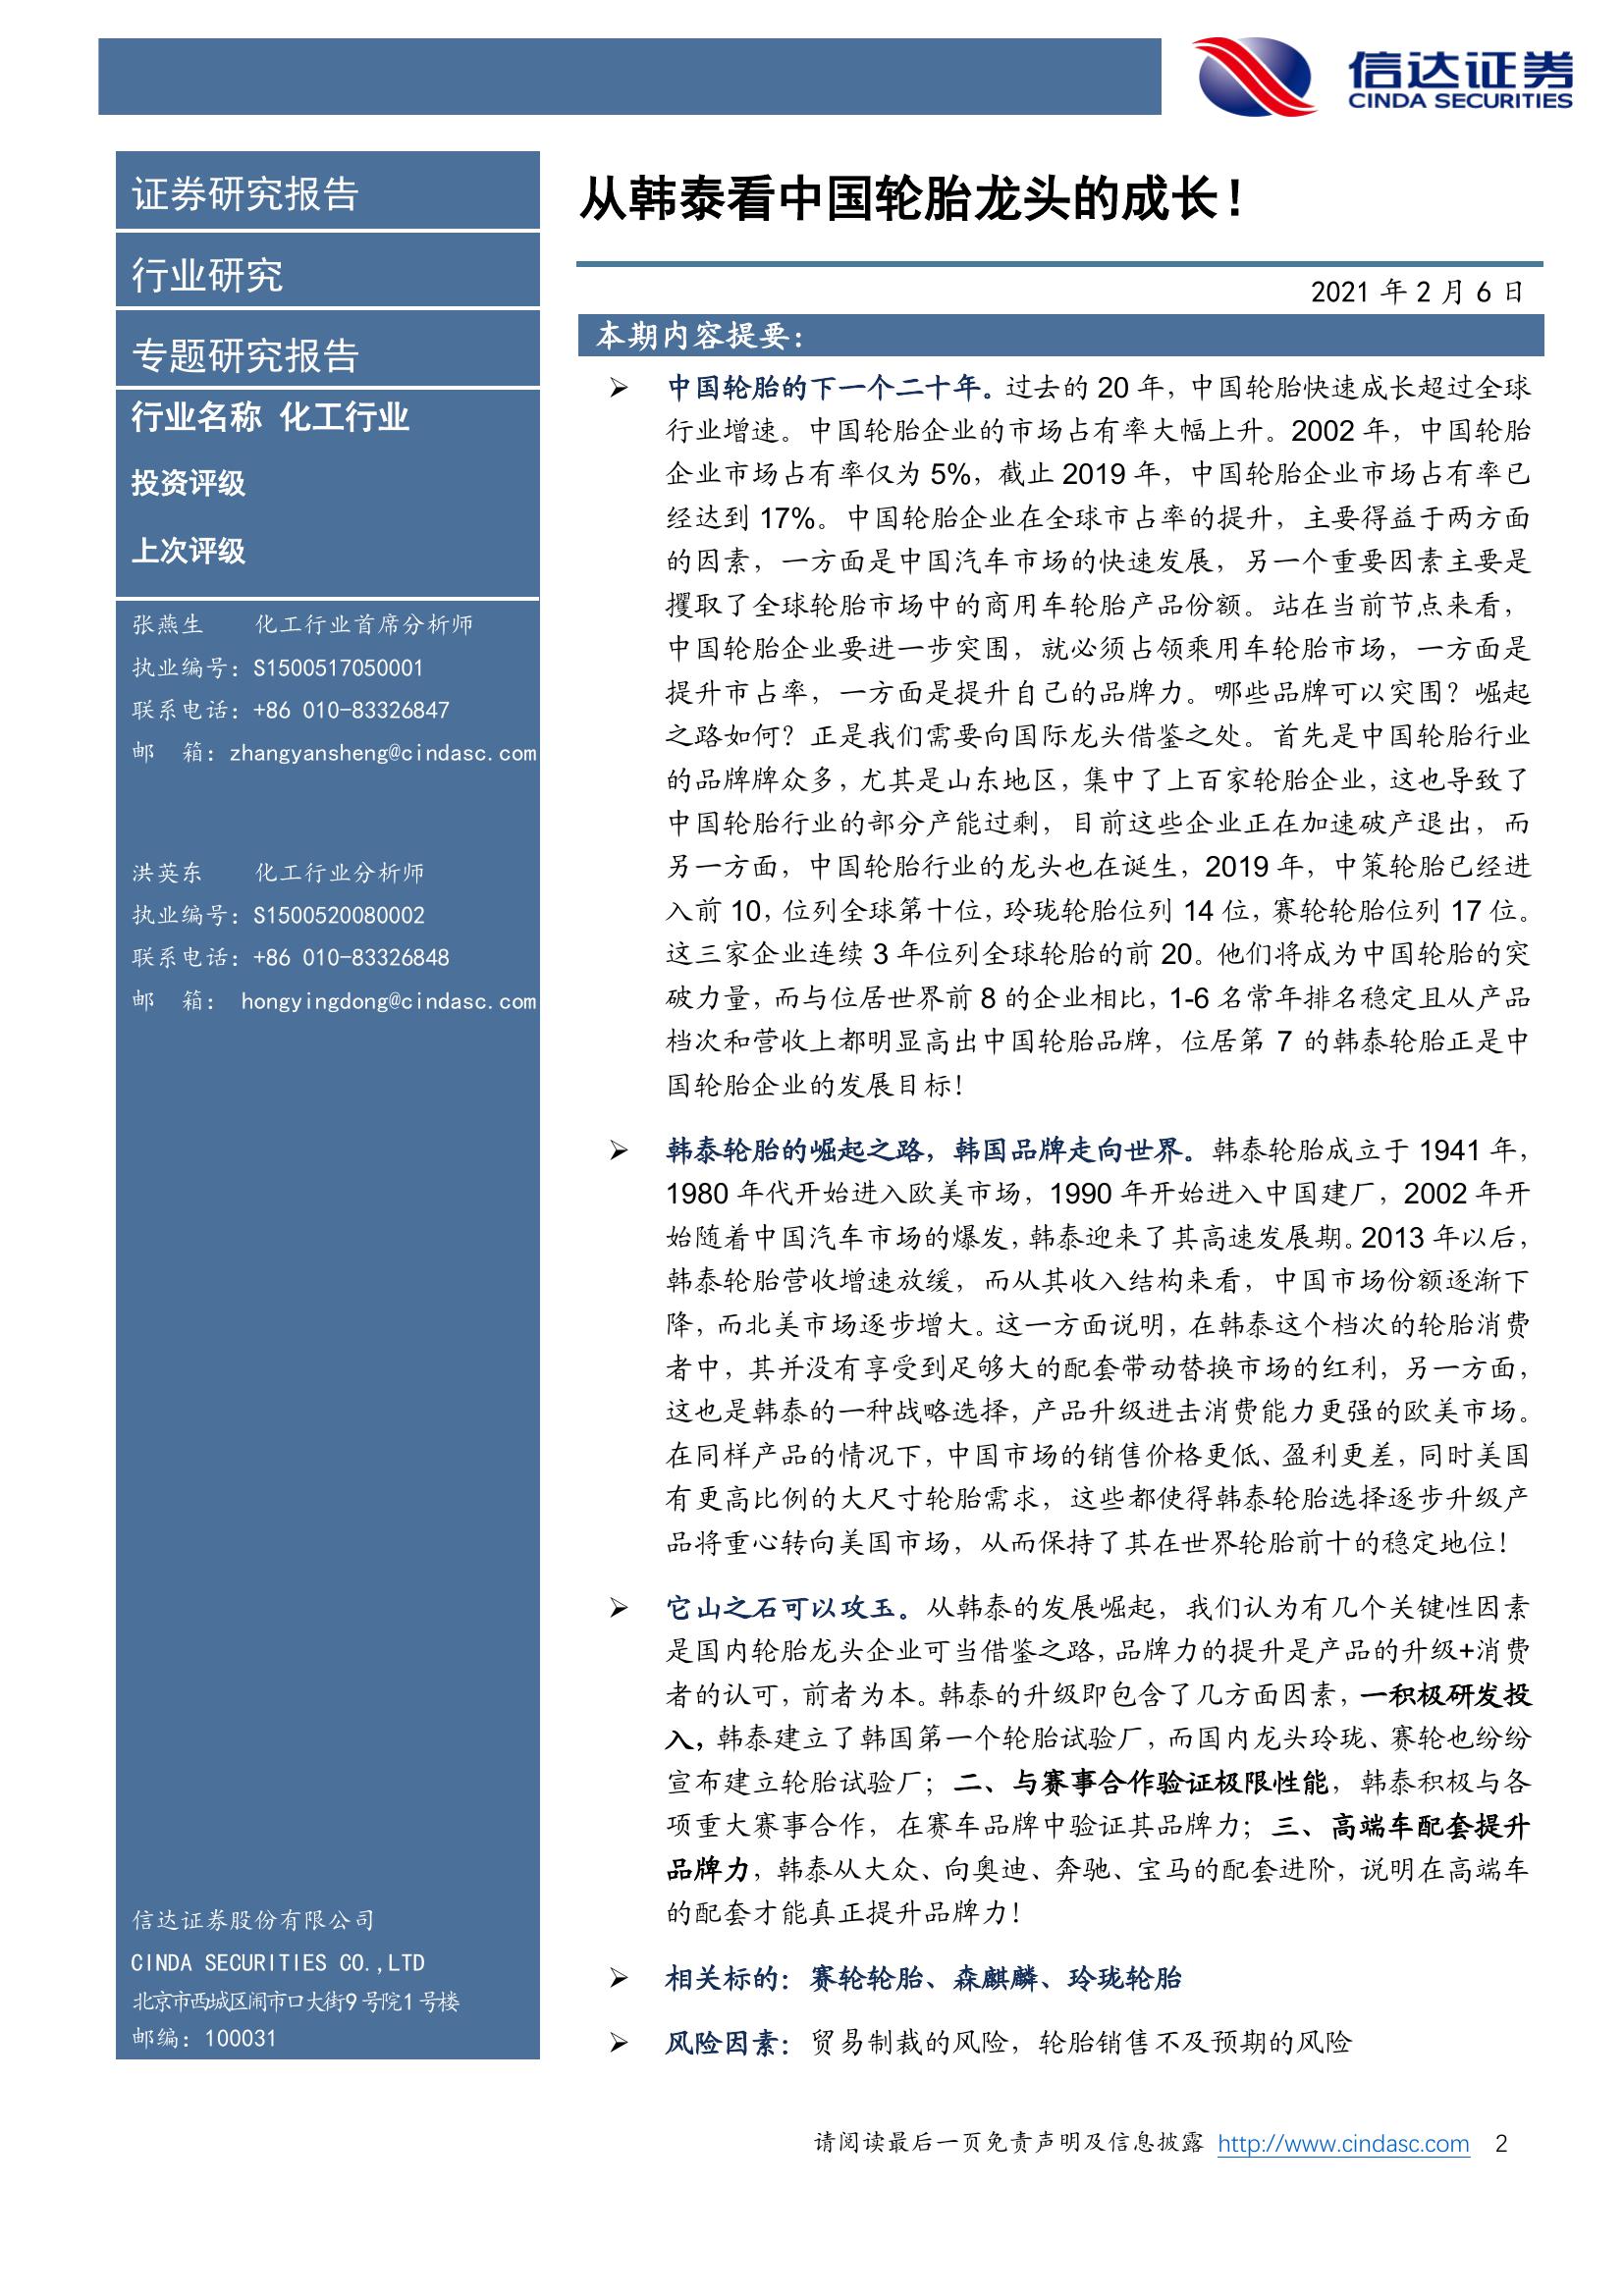 信达证券
CINDA SECURITIES
证券研究报告
行业研究
专题研究报告
行业名称 化工行业
投资评级
上次评级
张燕生 化工行业首席分析师
执业编号：S1500517050001
联系电话：+86 010-83326847
邮 箱：zhangyansheng@cindasc.com
洪英东 化工行业分析师
执业编号：S1500520080002
联系电话：+86 010-83326848
邮 箱： hongyingdong@cindasc.com
信达证券股份有限公司
CINDA SECURITIES CO.,LTD
北京市西城区闹市口大街9号院1号楼
邮编：100031
从韩泰看中国轮胎龙头的成长！
2021 年 2 月 6 日
本期内容提要：
➢ 中国轮胎的下一个二十年。过去的 20 年，中国轮胎快速成长超过全球
行业增速。中国轮胎企业的市场占有率大幅上升。2002 年，中国轮胎
企业市场占有率仅为 5%，截止 2019 年，中国轮胎企业市场占有率已
经达到 17%。中国轮胎企业在全球市占率的提升，主要得益于两方面
的因素，一方面是中国汽车市场的快速发展，另一个重要因素主要是
攫取了全球轮胎市场中的商用车轮胎产品份额。站在当前节点来看，
中国轮胎企业要进一步突围，就必须占领乘用车轮胎市场，一方面是
提升市占率，一方面是提升自己的品牌力。哪些品牌可以突围？崛起
之路如何？正是我们需要向国际龙头借鉴之处。首先是中国轮胎行业
的品牌牌众多，尤其是山东地区，集中了上百家轮胎企业，这也导致了
中国轮胎行业的部分产能过剩，目前这些企业正在加速破产退出，而
另一方面，中国轮胎行业的龙头也在诞生，2019 年，中策轮胎已经进
入前 10，位列全球第十位，玲珑轮胎位列 14 位，赛轮轮胎位列 17 位。
这三家企业连续 3 年位列全球轮胎的前 20。他们将成为中国轮胎的突
破力量，而与位居世界前 8 的企业相比，1-6 名常年排名稳定且从产品
档次和营收上都明显高出中国轮胎品牌，位居第 7 的韩泰轮胎正是中
国轮胎企业的发展目标！
➢ 韩泰轮胎的崛起之路，韩国品牌走向世界。韩泰轮胎成立于 1941 年，
1980 年代开始进入欧美市场，1990 年开始进入中国建厂，2002 年开
始随着中国汽车市场的爆发，韩泰迎来了其高速发展期。2013 年以后，
韩泰轮胎营收增速放缓，而从其收入结构来看，中国市场份额逐渐下
降，而北美市场逐步增大。这一方面说明，在韩泰这个档次的轮胎消费
者中，其并没有享受到足够大的配套带动替换市场的红利，另一方面，
这也是韩泰的一种战略选择，产品升级进击消费能力更强的欧美市场。
在同样产品的情况下，中国市场的销售价格更低、盈利更差，同时美国
有更高比例的大尺寸轮胎需求，这些都使得韩泰轮胎选择逐步升级产
品将重心转向美国市场，从而保持了其在世界轮胎前十的稳定地位！
➢ 它山之石可以攻玉。从韩泰的发展崛起，我们认为有几个关键性因素
是国内轮胎龙头企业可当借鉴之路，品牌力的提升是产品的升级+消费
者的认可，前者为本。韩泰的升级即包含了几方面因素，一积极研发投
入，韩泰建立了韩国第一个轮胎试验厂，而国内龙头玲珑、赛轮也纷纷
宣布建立轮胎试验厂；二、与赛事合作验证极限性能，韩泰积极与各
项重大赛事合作，在赛车品牌中验证其品牌力；三、高端车配套提升
品牌力，韩泰从大众、向奥迪、奔驰、宝马的配套进阶，说明在高端车
的配套才能真正提升品牌力！
➢ 相关标的：赛轮轮胎、森麒麟、玲珑轮胎
➢ 风险因素：贸易制裁的风险，轮胎销售不及预期的风险
请阅读最后一页免责声明及信息披露 http://www.cindasc.com 2